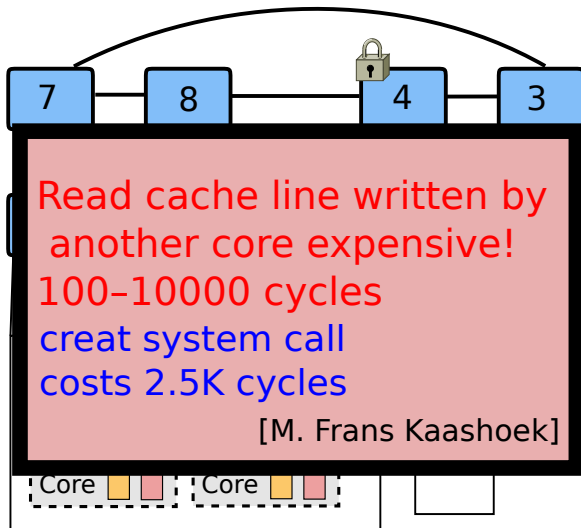 7 8 4 3
Read cache line written by
another core expensive!
100–10000 cycles
creat system call
costs 2.5K cycles
[M. Frans Kaashoek]
Core Core